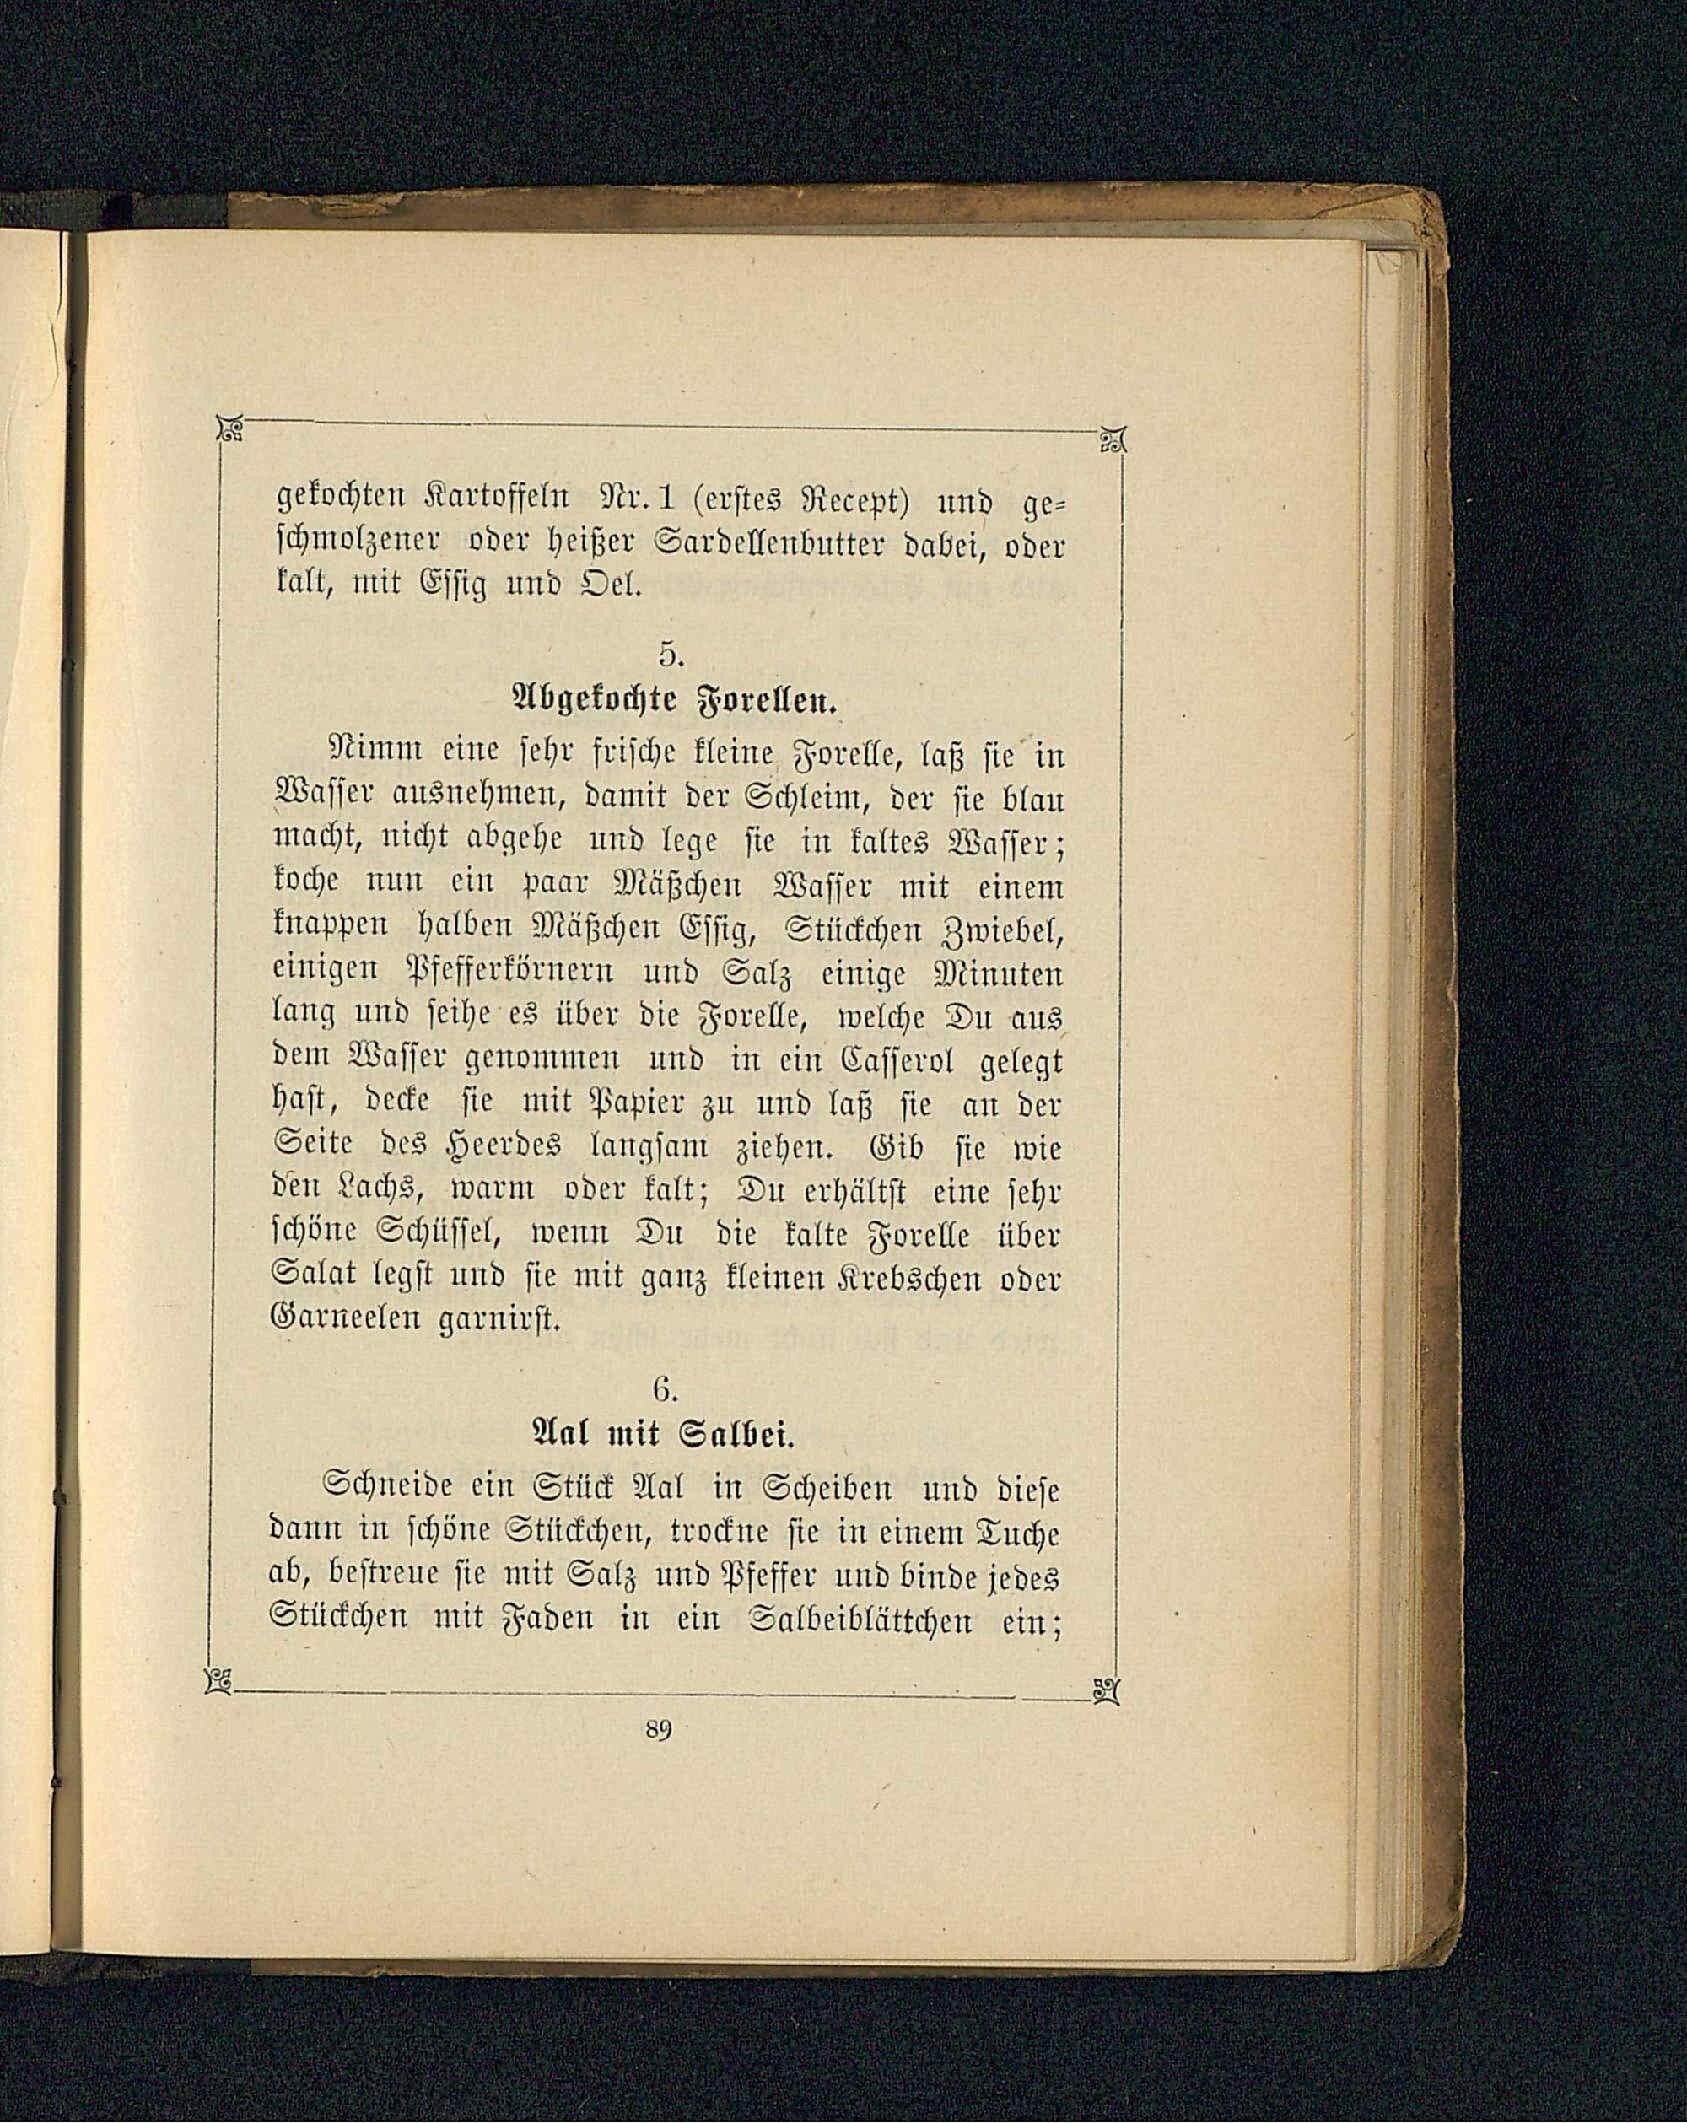 gekochten Kartoffeln Nr. 1 (erstes Recept) und ge-
schmolzener oder heißer Sardellenbutter dabei, oder
kalt, mit Essig und Oel.
5.
Abgekochte Forellen.
Nimm eine sehr frische kleine Forelle, laß sie in
Wasser ausnehmen, damit der Schleim, der sie blau
macht, nicht abgehe und lege sie in kaltes Wasser;
koche nun ein paar Mäßchen Wasser mit einem
knappen halben Mäßchen Essig, Stückchen Zwiebel,
einigen Pfefferkörnern und Salz einige Minuten
lang und seihe es über die Forelle, welche Du aus
dem Wasser genommen und in ein Casserol gelegt
hast, decke sie mit Papier zu und laß sie an der
Seite des Heerdes langsam ziehen. Gib sie wie
den Lachs, warm oder kalt; Du erhältst eine sehr
schöne Schüssel, wenn Du die kalte Forelle über
Salat legst und sie mit ganz kleinen Krebschen oder
Garneelen garnirst.
6.
Aal mit Salbei.
Schneide ein Stück Aal in Scheiben und diese
dann in schöne Stückchen, trockne sie in einem Tuche
ab, bestreue sie mit Salz und Pfeffer und binde jedes
Stückchen mit Faden in ein Salbeiblättchen ein;
89